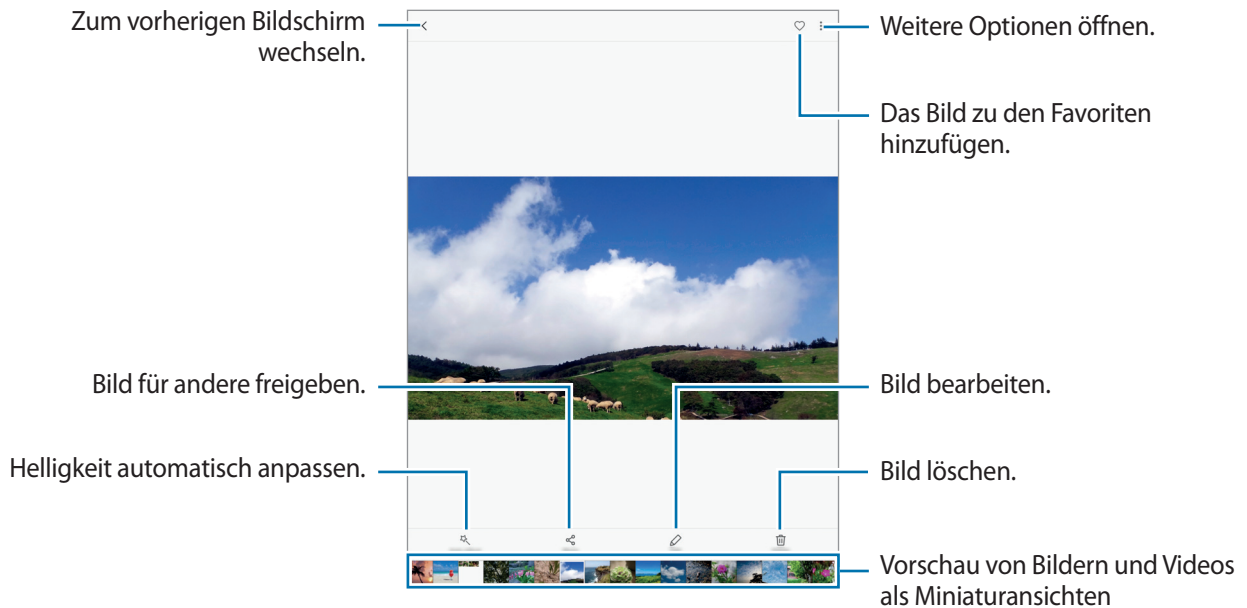 Zum vorherigen Bildschirm
wechseln.
Weitere Optionen öffnen.
Das Bild zu den Favoriten
hinzufügen.
Bild für andere freigeben.
Bild bearbeiten.
Helligkeit automatisch anpassen.
Bild löschen.
Vorschau von Bildern und Videos
als Miniaturansichten